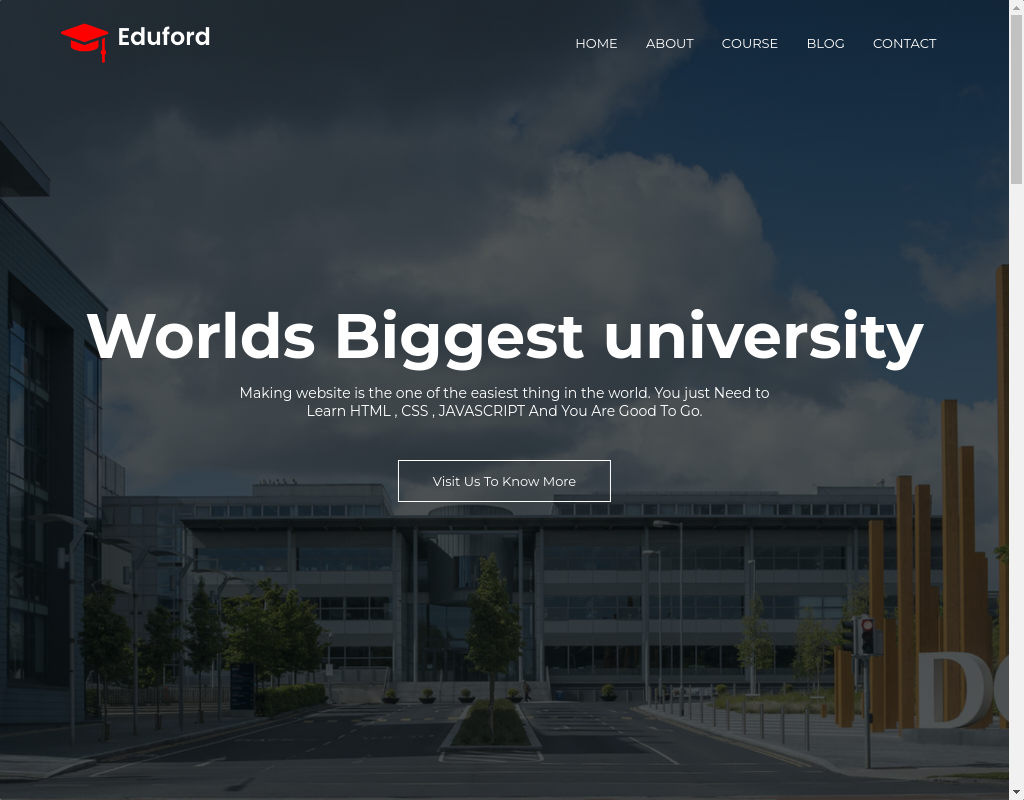 Eduford
HOME ABOUT COURSE BLOG CONTACT
Worlds Biggest university
Making website is the one of the easiest thing in the world. You just Need to
Learn HTML , CSS , JAVASCRIPT And You Are Good To Go.
Visit Us To Know More